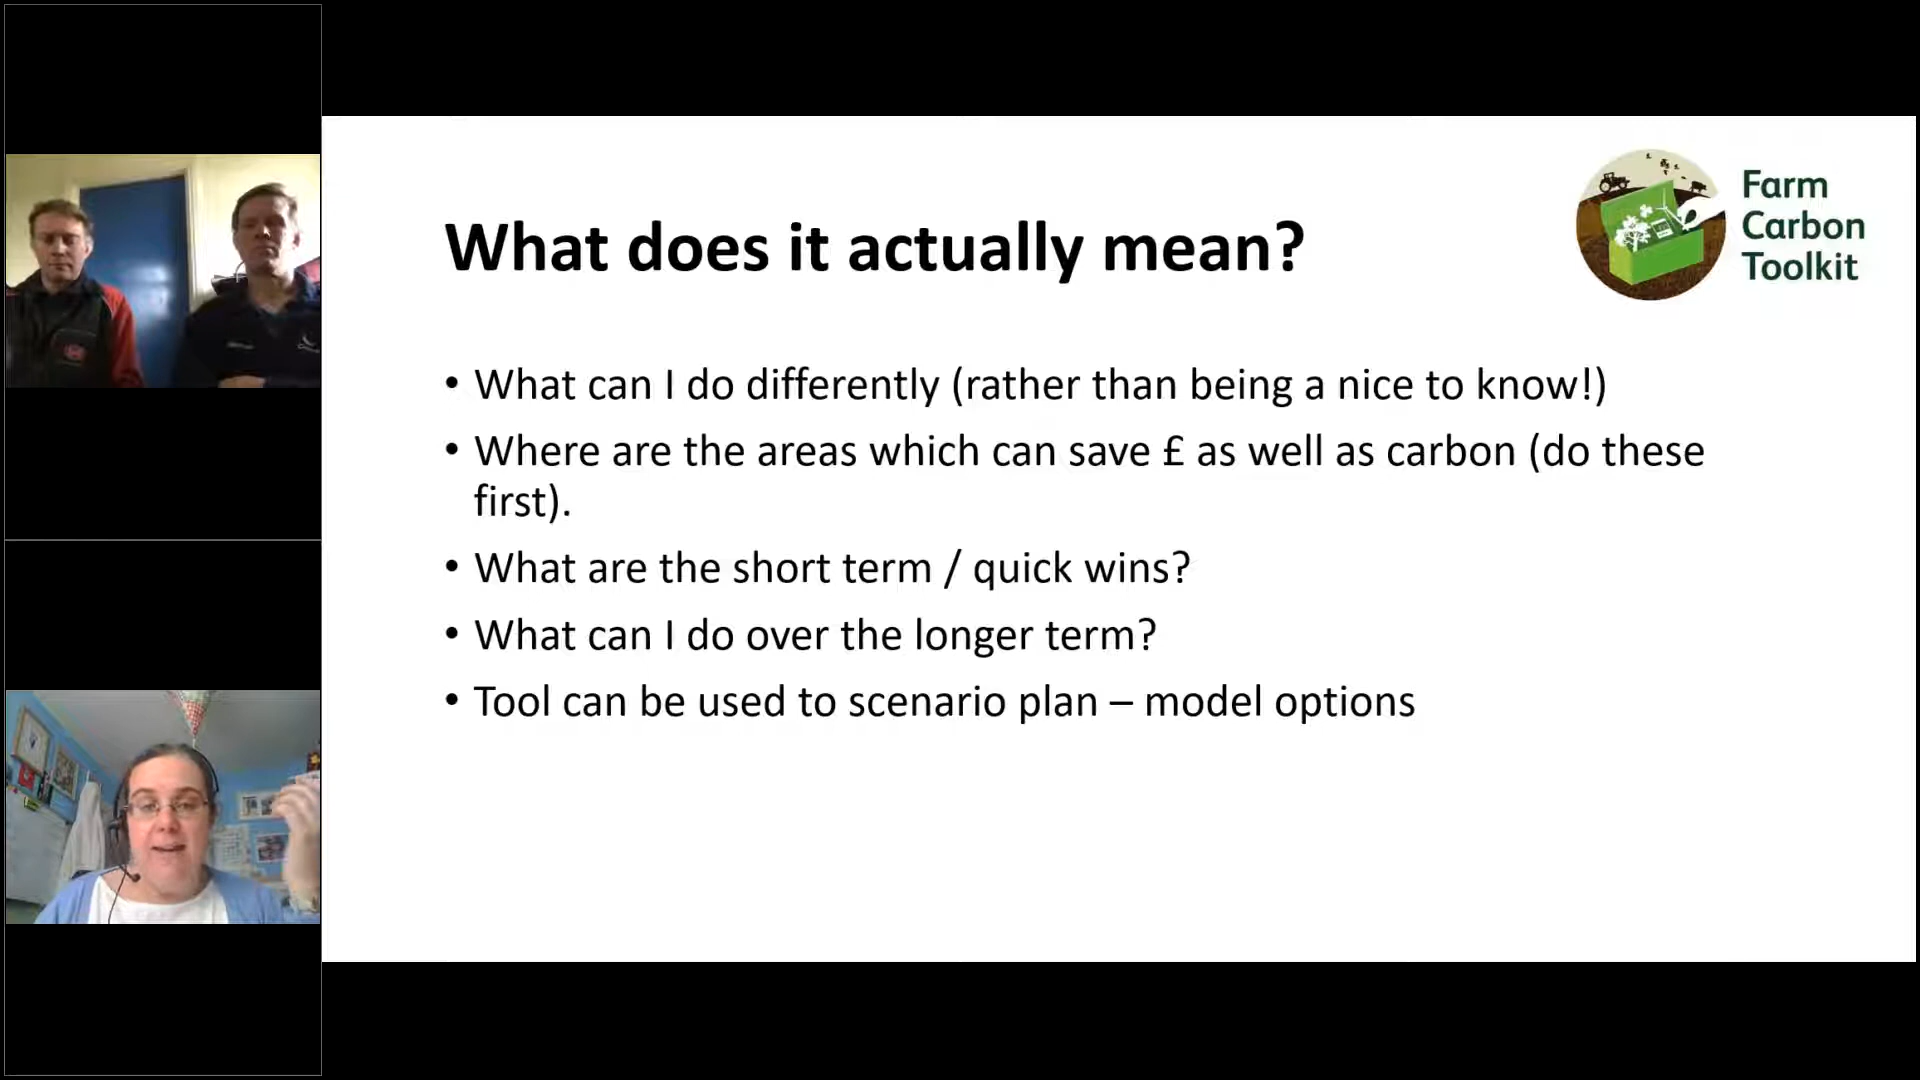 What does it actually mean?
Farm
Carbon
Toolkit
• What can I do differently (rather than being a nice to know!)
• Where are the areas which can save £ as well as carbon (do these
first).
• What are the short term / quick wins?
• What can I do over the longer term?
• Tool can be used to scenario plan – model options